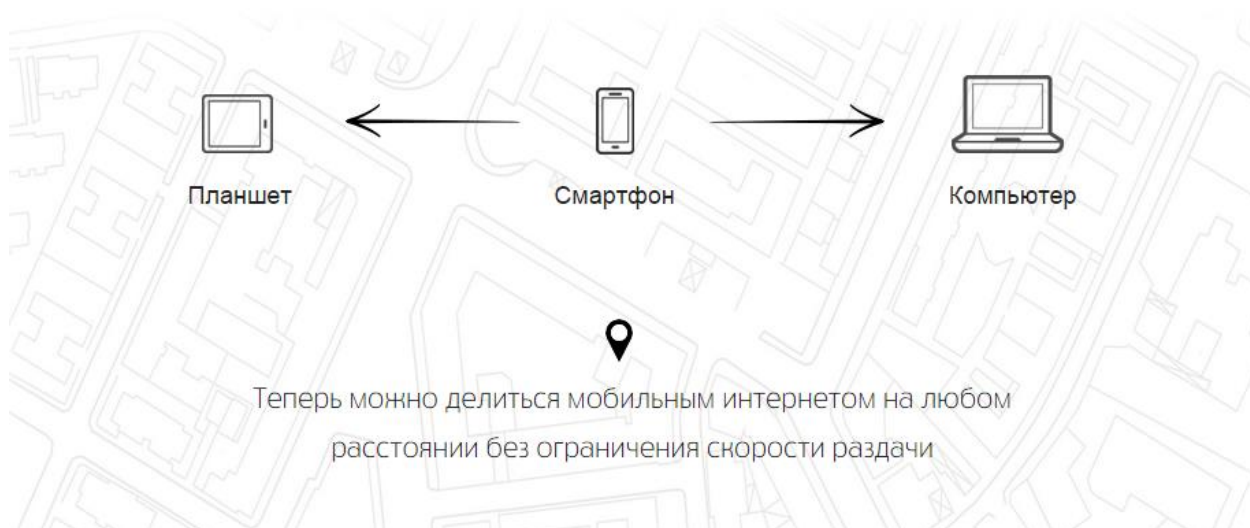 Планшет
Смартфон
Компьютер
Теперь можно делиться мобильным интернетом на любом
расстоянии без ограничения скорости раздачи